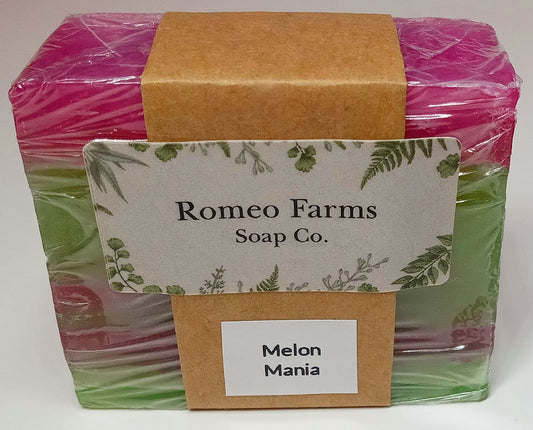 Romeo Farms
Soap Co.
Melon
Mania